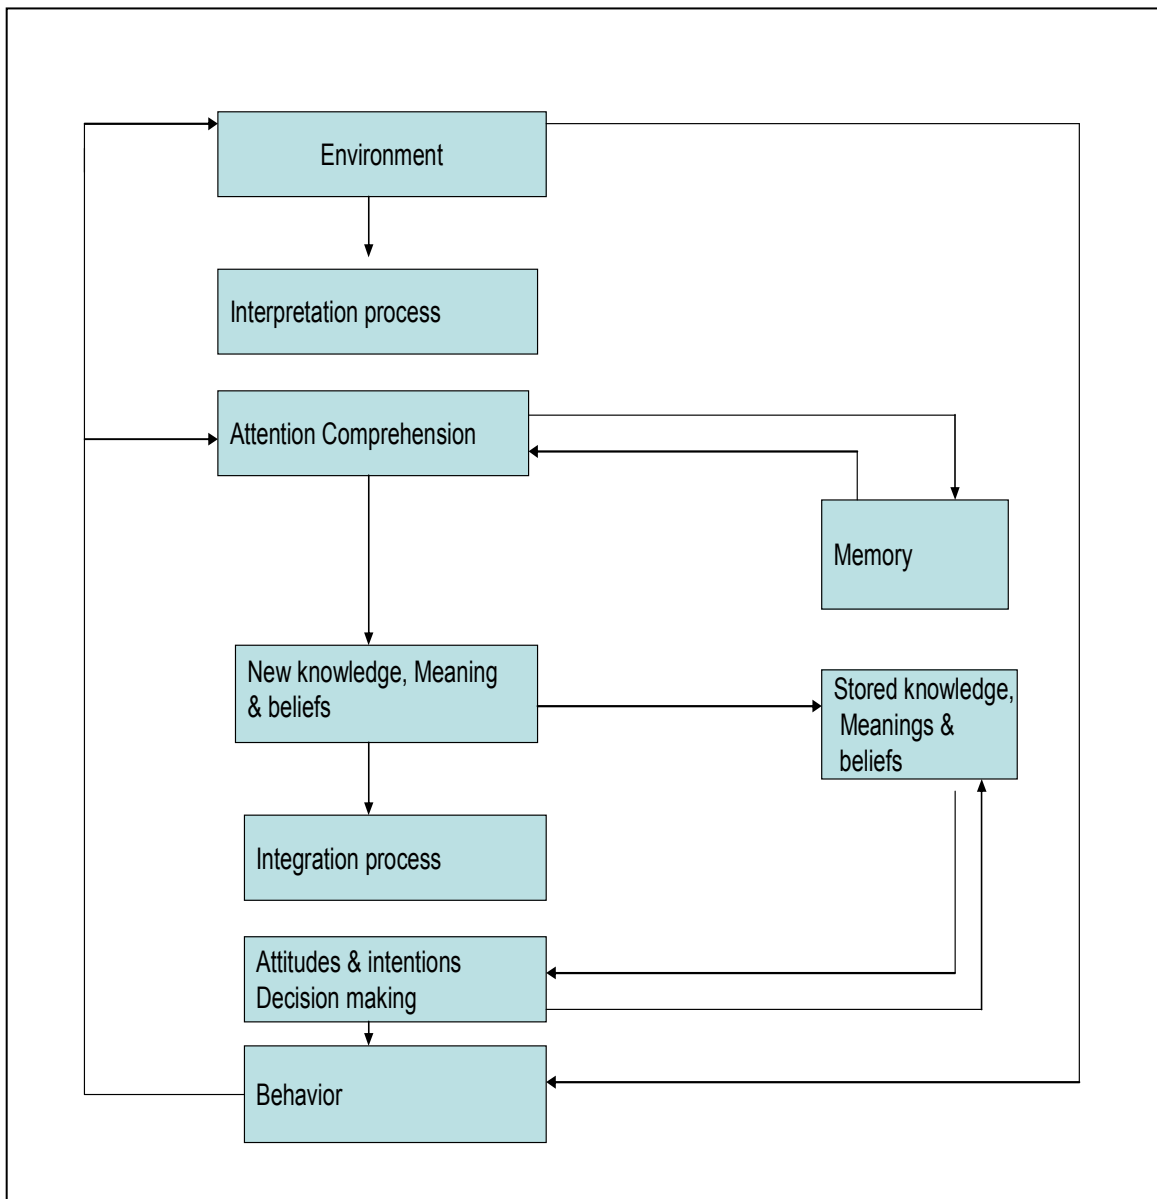 Environment
Interpretation process
Attention Comprehension
Memory
New knowledge, Meaning
& beliefs
Stored knowledge,
Meanings &
beliefs
Integration process
Attitudes & intentions
Decision making
Behavior